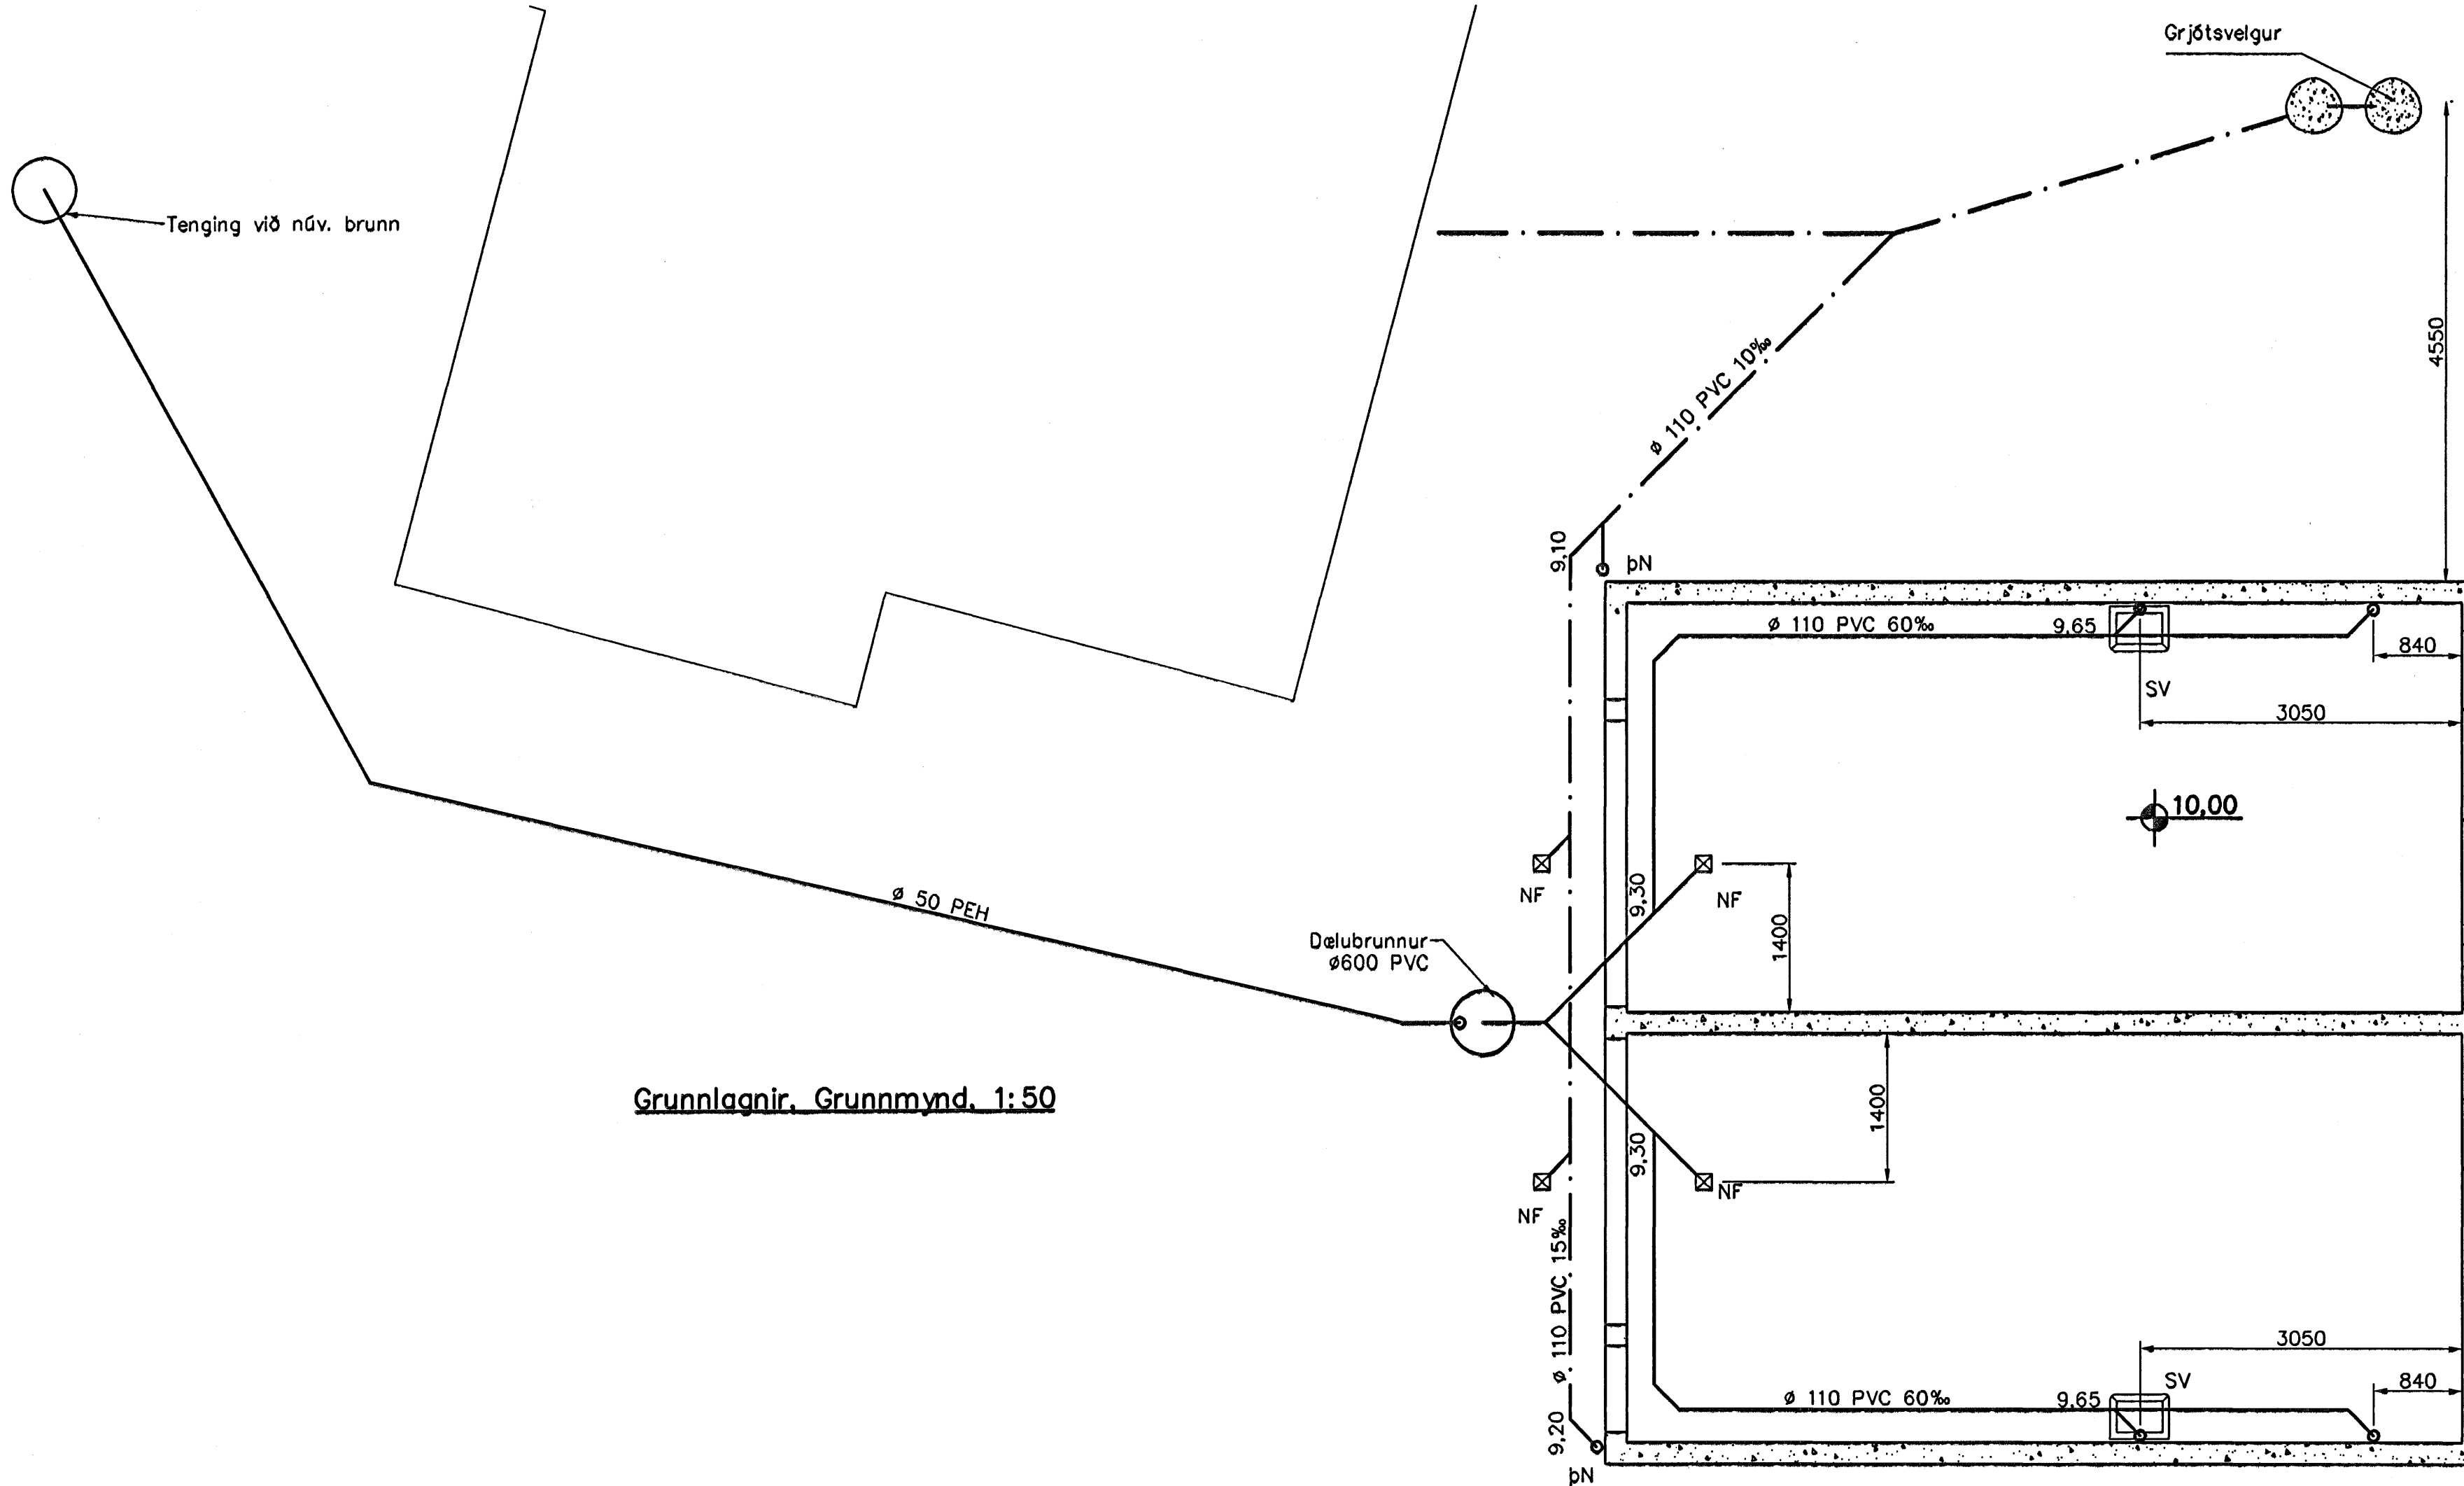 Grjótsvelgur
Tenging við núv. brunn
4550
ø 110 PVC 10‰
9,10
þN
ø 110 PVC 60‰
9,65
840
SV
3050
10,00
NF
9,30
NF
1400
ø 50 PEH
Dælubrunnur
ø600 PVC
Grunnlagnir, Grunnmynd, 1:50
1400
9,30
NF
NF
ø 110 PVC 15‰
3050
SV
840
ø 110 PVC 60‰
9,65
9,20
þN